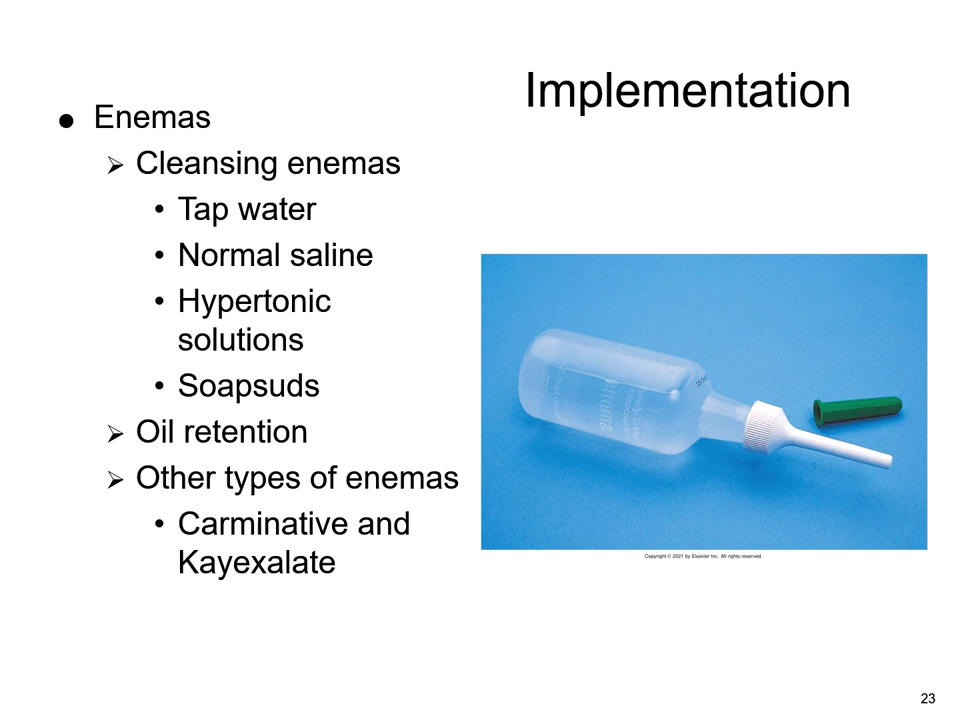 Implementation
● Enemas
➢ Cleansing enemas
• Tap water
• Normal saline
• Hypertonic
solutions
• Soapsuds
➢ Oil retention
➢ Other types of enemas
• Carminative and
Kayexalate
Copyright © 2021 by Elsevier Inc. All rights reserved.
23